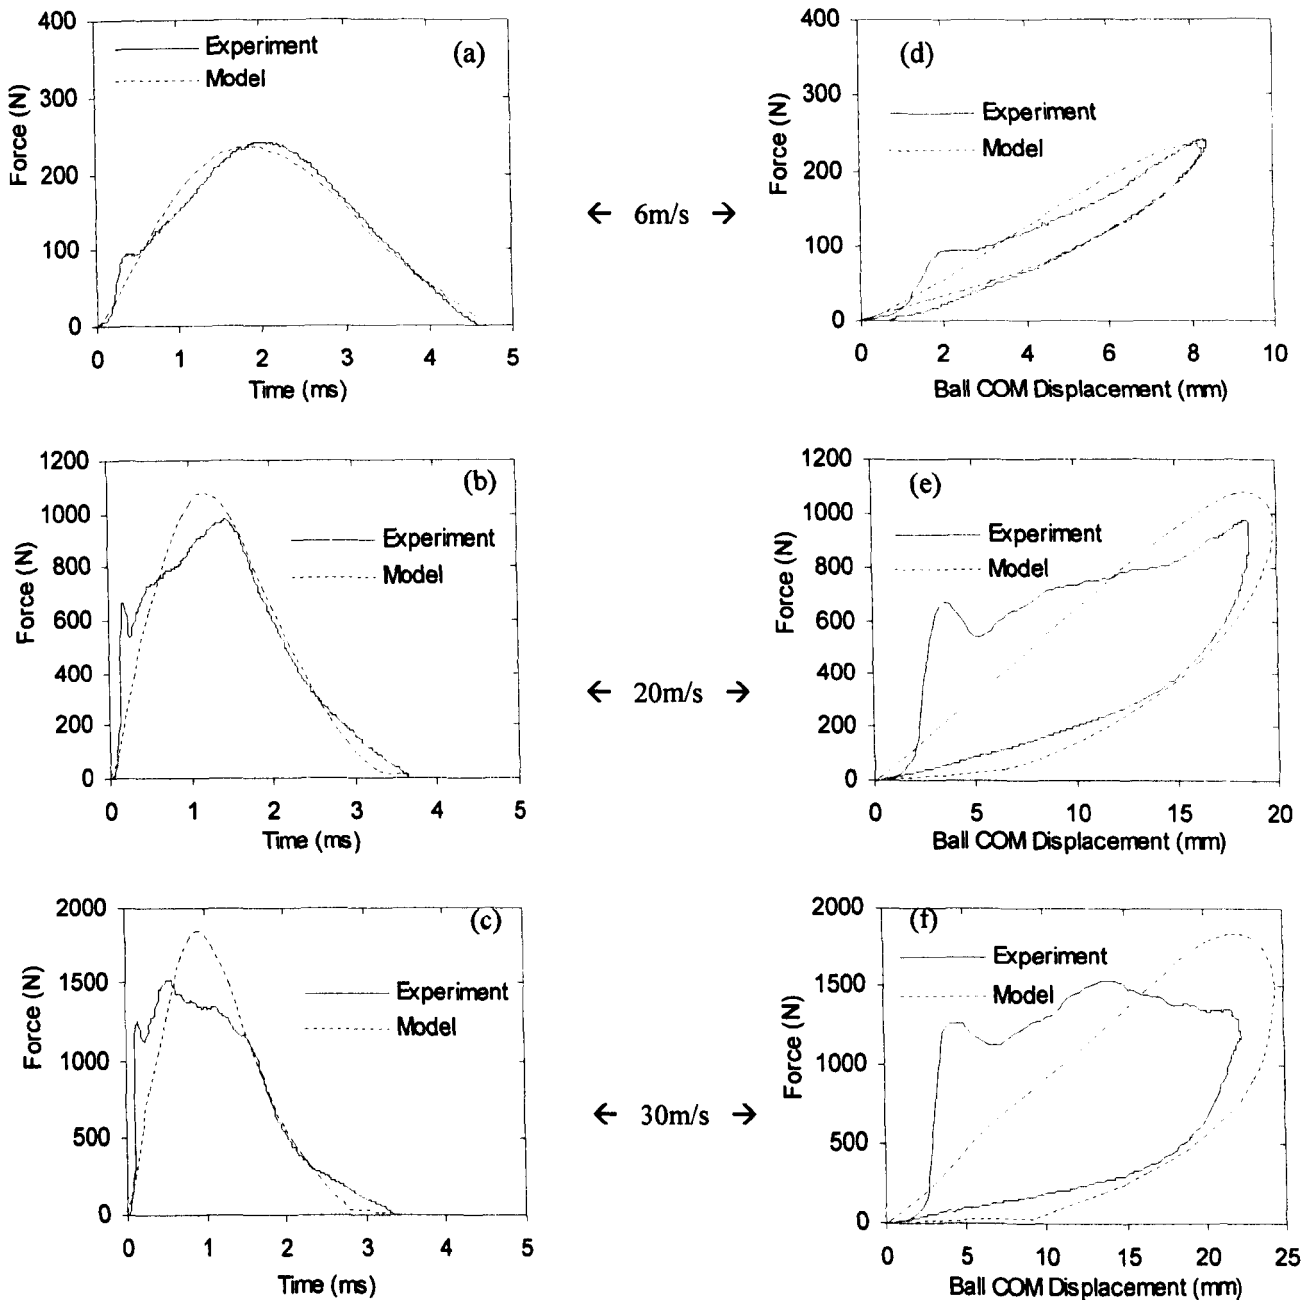 (a)
Experiment
Model
Force (N)
400
300
200
100
0
0 1 2 3 4 5
Time (ms)
(d)
Experiment
Model
Force (N)
400
300
200
100
0
0 2 4 6 8 10
Ball COM Displacement (mm)
← 6m/s →
(b)
Experiment
Model
Force (N)
1200
1000
800
600
400
200
0
0 1 2 3 4 5
Time (ms)
(e)
Experiment
Model
Force (N)
1200
1000
800
600
400
200
0
0 5 10 15 20
Ball COM Displacement (mm)
← 20m/s →
(c)
Experiment
Model
Force (N)
2000
1500
1000
500
0
0 1 2 3 4 5
Time (ms)
(f)
Experiment
Model
Force (N)
2000
1500
1000
500
0
0 5 10 15 20 25
Ball COM Displacement (mm)
← 30m/s →